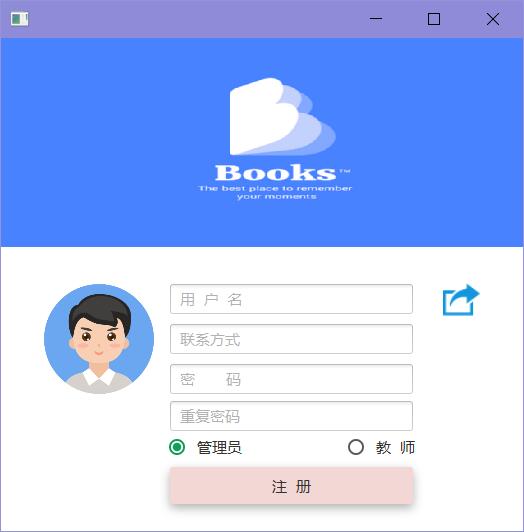 Books™
The best place to remember
your moments
用 户 名
联系方式
密 码
重复密码
管理员 教 师
注 册